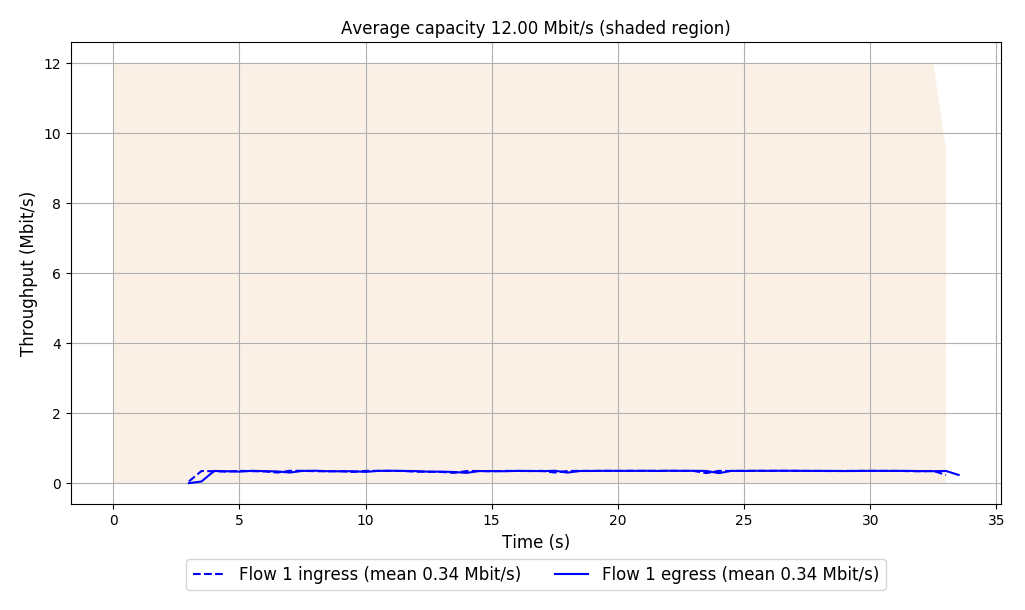 Average capacity 12.00 Mbit/s (shaded region)
Throughput (Mbit/s)
12
10
8
6
4
2
0
0 5 10 15 20 25 30 35
Time (s)
Flow 1 ingress (mean 0.34 Mbit/s) Flow 1 egress (mean 0.34 Mbit/s)